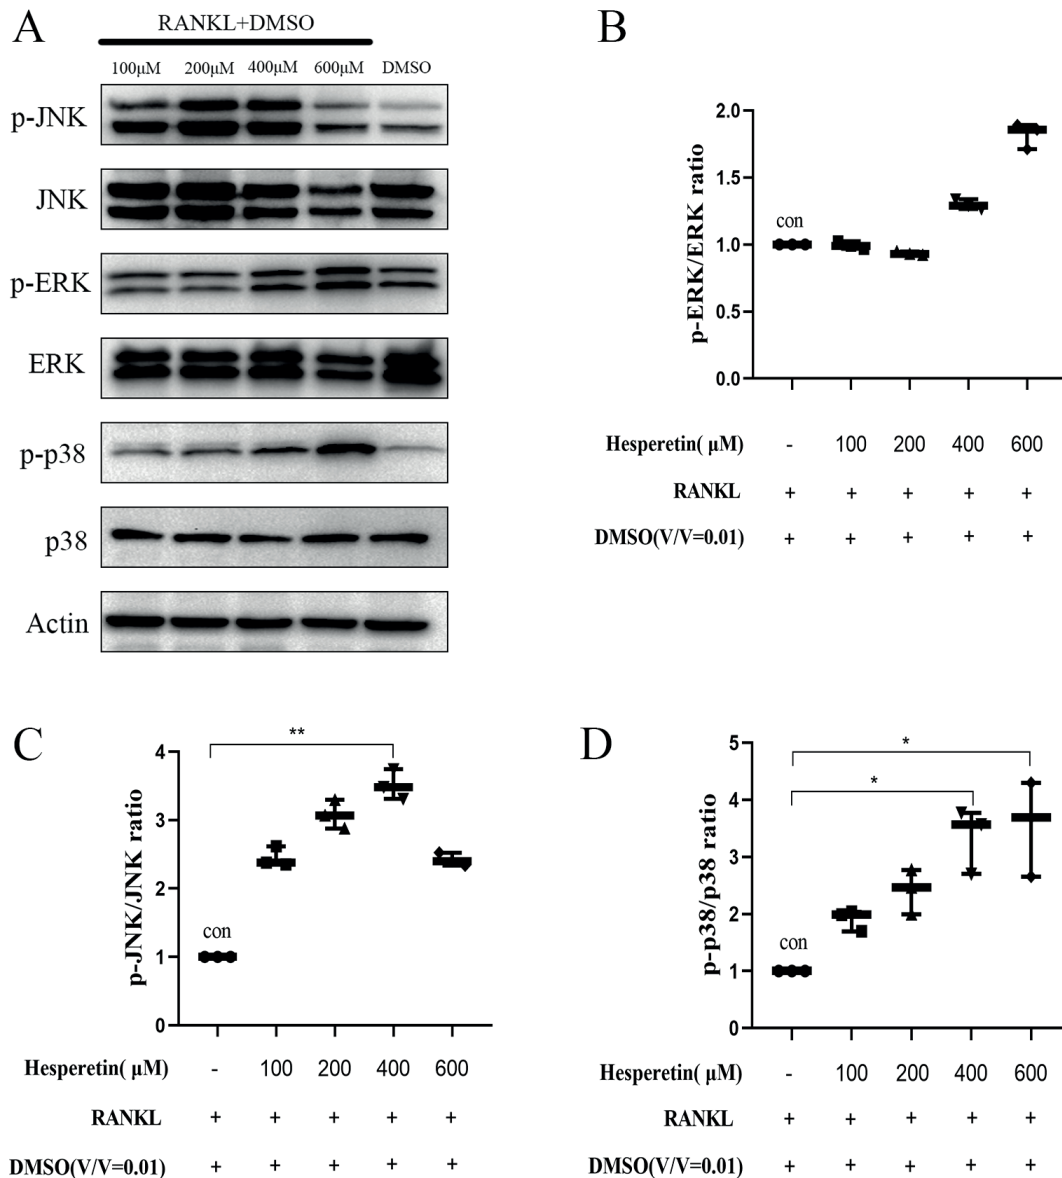 A
RANKL+DMSO
100μM 200μM 400μM 600μM DMSO
p-JNK
JNK
p-ERK
ERK
p-p38
p38
Actin
B
p-ERK/ERK ratio
2.0
1.5
1.0
0.5
0.0
con
Hesperetin( μM) - 100 200 400 600
RANKL + + + + +
DMSO(V/V=0.01) + + + + +
C
p-JNK/JNK ratio
4
3
2
1
0
**
con
Hesperetin( μM) - 100 200 400 600
RANKL + + + + +
DMSO(V/V=0.01) + + + + +
D
p-p38/p38 ratio
5
4
3
2
1
0
*
*
con
Hesperetin( μM) - 100 200 400 600
RANKL + + + + +
DMSO(V/V=0.01) + + + + +